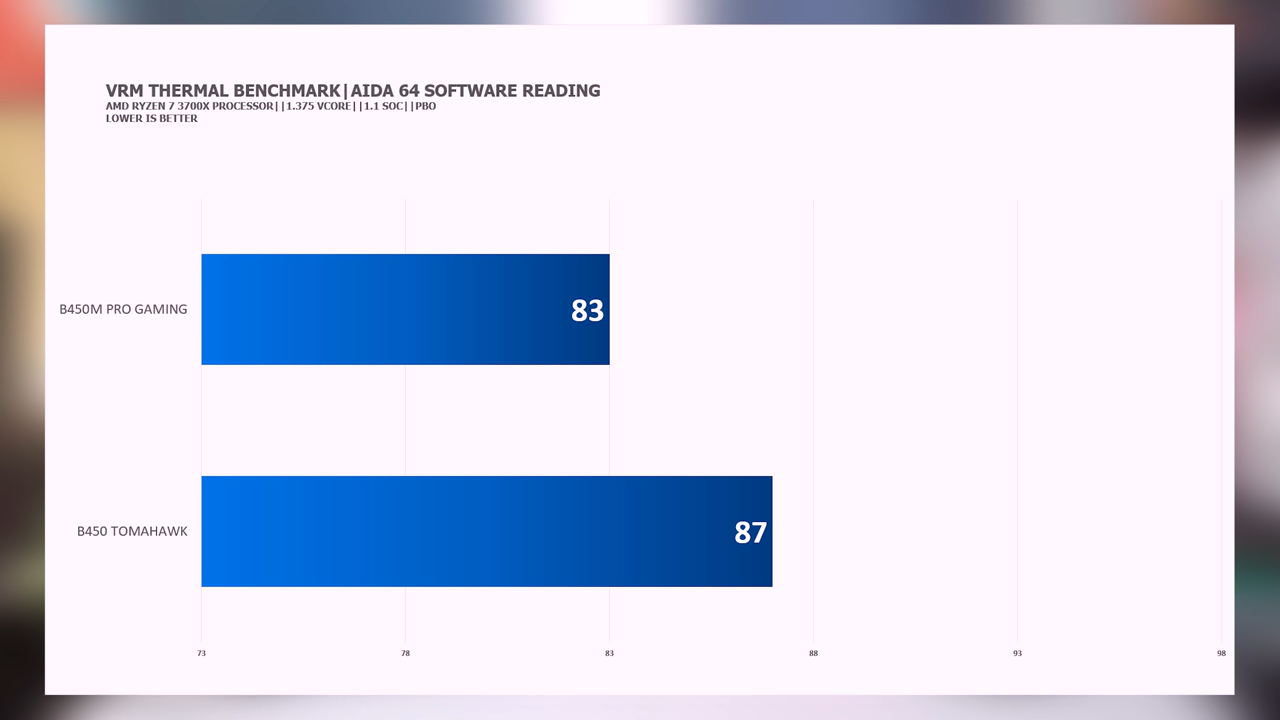 VRM THERMAL BENCHMARK|AIDA 64 SOFTWARE READING
AMD RYZEN 7 3700X PROCESSOR||1.375 VCORE||1.1 SOC||PBO
LOWER IS BETTER
B450M PRO GAMING
83
B450 TOMAHAWK
87
73 78 83 88 93 98